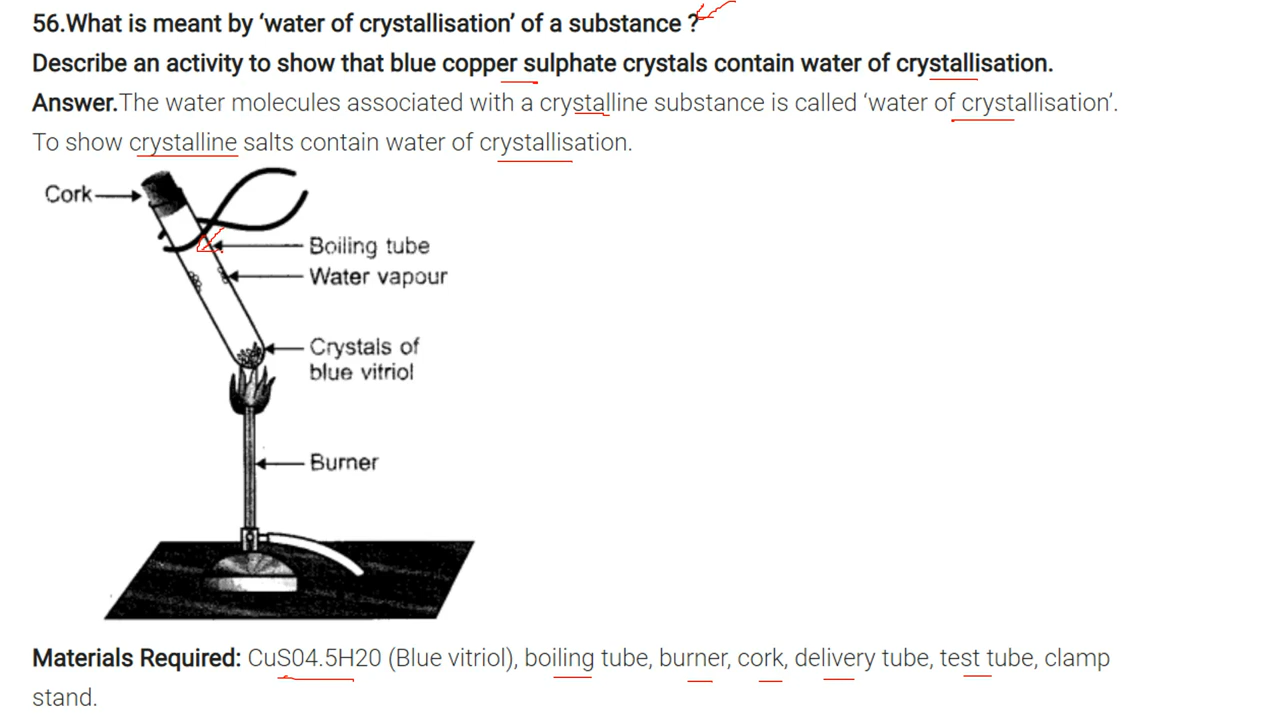 56.What is meant by ‘water of crystallisation’ of a substance ?
Describe an activity to show that blue copper sulphate crystals contain water of crystallisation.
Answer.The water molecules associated with a crystalline substance is called ‘water of crystallisation’.
To show crystalline salts contain water of crystallisation.
Cork
Boiling tube
Water vapour
Crystals of
blue vitriol
Burner
Materials Required: CuS04.5H20 (Blue vitriol), boiling tube, burner, cork, delivery tube, test tube, clamp
stand.